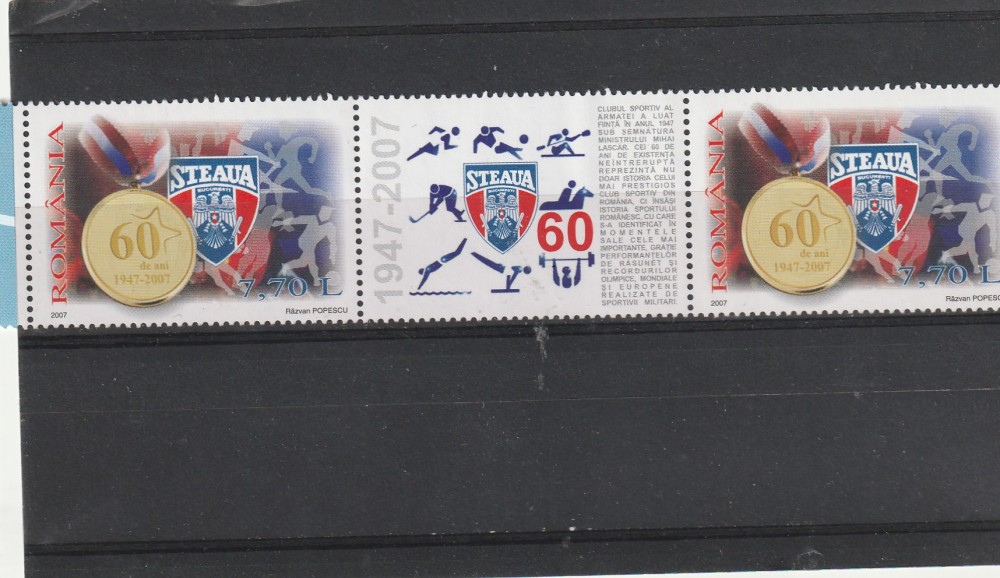 ROMÂNIA
STEAUA
BUCUREȘTI
60
de ani
1947-2007
7,70 L
2007
Răzvan POPESCU
1947-2007
STEAUA
BUCUREȘTI
60
CLUBUL SPORTIV AL
ARMATEI A LUAT
FIINȚĂ ÎN ANUL 1947
SUB SEMNĂTURA
MINISTRULUI MIHAI
LASCAR. CEI 60 DE
ANI DE EXISTENȚA
NEÎNTRERUPTĂ
REPREZINTĂ NU
DOAR ISTORIA CELUI
MAI PRESTIGIOS
CLUB SPORTIV DIN
ROMÂNIA, CI ÎNSĂȘI
ISTORIA SPORTULUI
ROMÂNESC, CU CARE
S-A IDENTIFICAT ÎN
MOMENTELE
SALE CELE MAI
IMPORTANTE, GRAȚIE
PERFORMANȚELOR
DE RĂSUNET ȘI
RECORDURILOR
OLIMPICE, MONDIALE
ȘI EUROPENE
REALIZATE DE
SPORTIVII MILITARI.
ROMÂNIA
STEAUA
BUCUREȘTI
60
de ani
1947-2007
7,70 L
2007
Răzvan POPESCU